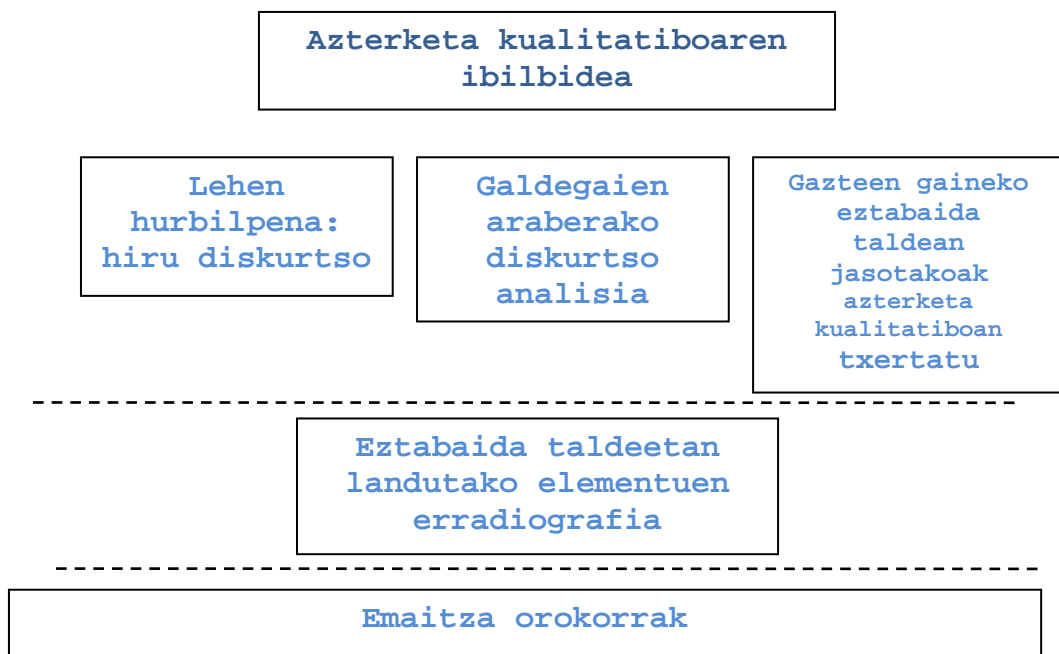 Azterketa kualitatiboaren
ibilbidea
Lehen
hurbilpena:
hiru diskurtso
Galdegaien
araberako
diskurtso
analisia
Gazteen gaineko
eztabaida
taldean
jasotakoak
azterketa
kualitatiboan
txertatu
Eztabaida taldeetan
landutako elementuen
erradiografia
Emaitza orokorrak